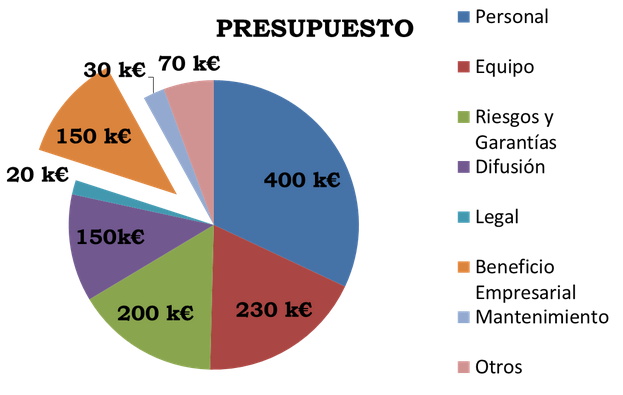 PRESUPUESTO
30 k€
70 k€
150 k€
400 k€
20 k€
150k€
200 k€
230 k€
Personal
Equipo
Riesgos y
Garantías
Difusión
Legal
Beneficio
Empresarial
Mantenimiento
Otros